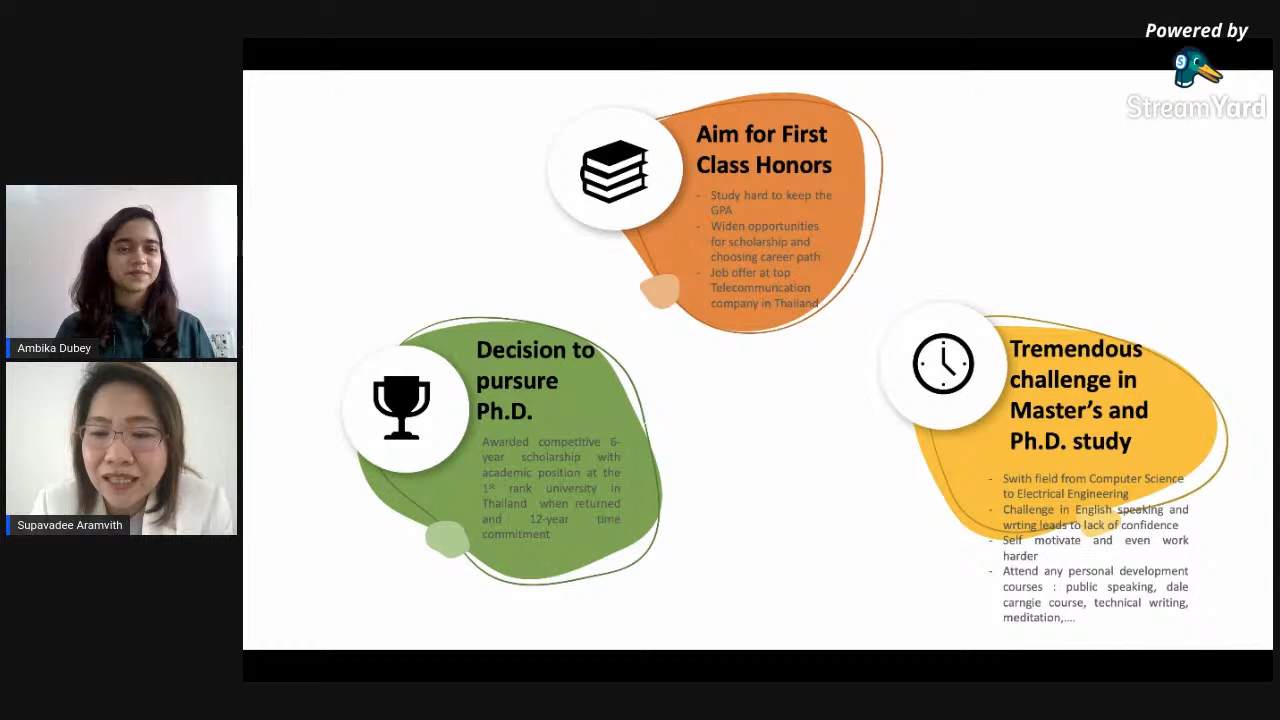 Powered by
StreamYard
Aim for First
Class Honors
- Study hard to keep the
GPA
- Widen opportunities
for scholarship and
choosing career path
- Job offer at top
Telecommuncation
company in Thailand
Decision to
pursure
Ph.D.
Awarded competitive 6-
year scholarship with
academic position at the
1st rank university in
Thailand when returned
and 12-year time
commitment
Tremendous
challenge in
Master’s and
Ph.D. study
- Swith field from Computer Science
to Electrical Engineering
- Challenge in English speaking and
wrting leads to lack of confidence
- Self motivate and even work
harder
- Attend any personal development
courses : public speaking, dale
carngie course, technical writing,
meditation,....
Ambika Dubey
Supavadee Aramvith